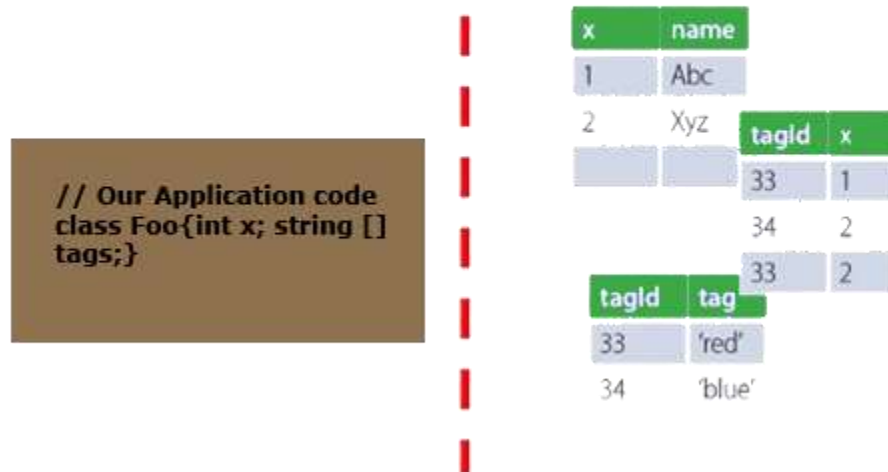 // Our Application code
class Foo{int x; string []
tags;}
x name
1 Abc
2 Xyz
tagId x
33 1
34 2
33 2
tagId tag
33 'red'
34 'blue'